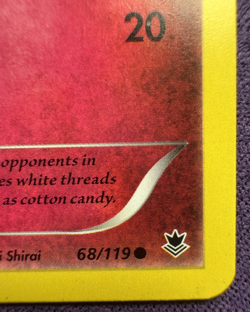 20
opponents in
es white threads
as cotton candy.
i Shirai
68/119